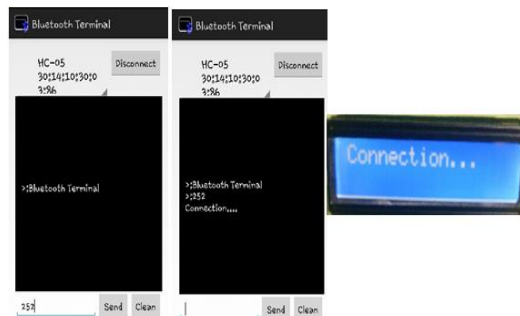 Bluetooth Terminal
HC-05
30:14:10:30:0
3:86
Disconnect
>:Bluetooth Terminal
252
Send
Clean
Bluetooth Terminal
HC-05
30:14:10:30:0
3:86
Disconnect
>:Bluetooth Terminal
>:252
Connection....
Send
Clean
Connection...